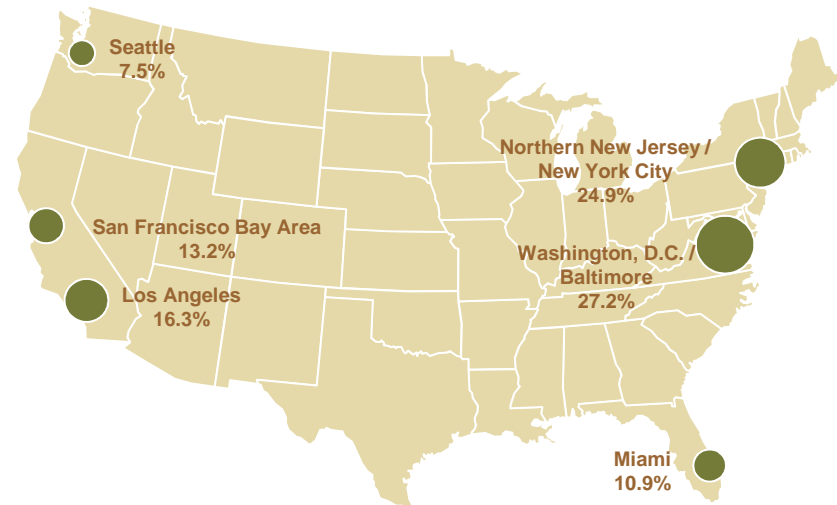 Seattle
7.5%
Northern New Jersey /
New York City
24.9%
San Francisco Bay Area
13.2%
Washington, D.C. /
Baltimore
27.2%
Los Angeles
16.3%
Miami
10.9%